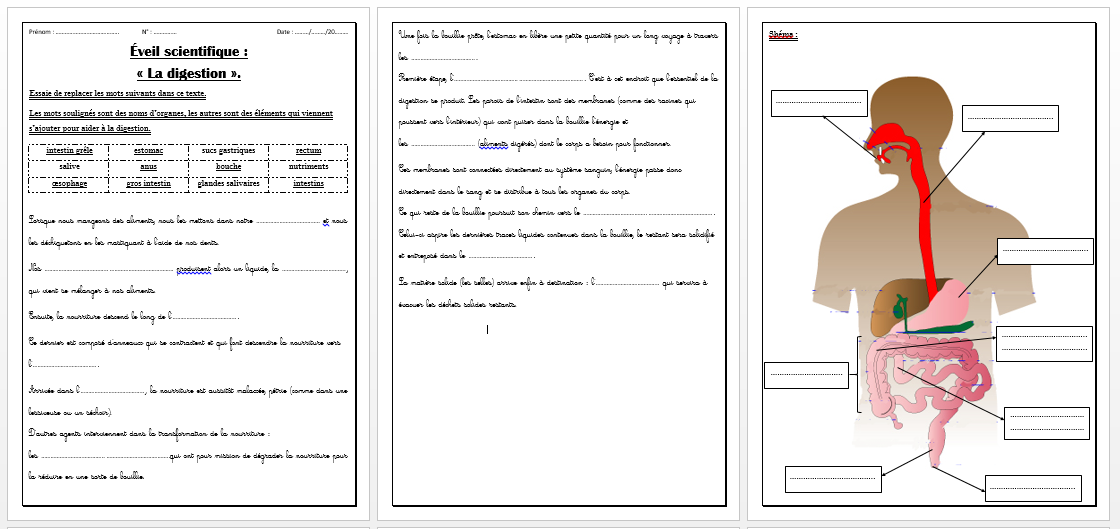 Prénom : ........................................ N° : ............... Date : ......../......../20........
Éveil scientifique :
« La digestion ».
Essaie de replacer les mots suivants dans ce texte.
Les mots soulignés sont des noms d'organes, les autres sont des éléments qui viennent
s'ajouter pour aider à la digestion.
intestin grêle estomac sucs gastriques rectum
salive anus bouche nutriments
œsophage gros intestin glandes salivaires intestins
Lorsque nous mangeons des aliments, nous les mettons dans notre .............................. et nous
les déchiquetons en les mastiquant à l'aide de nos dents.
Nos ............................................................ produisent alors un liquide, la ..............................,
qui vient se mélanger à nos aliments.
Ensuite, la nourriture descend le long de l'...............................
Ce dernier est composé d'anneaux qui se contractent et qui font descendre la nourriture vers
l'...............................
Arrivée dans l'.............................., la nourriture est aussitôt malaxée, pétrie (comme dans une
lessiveuse ou un séchoir).
D'autres agents interviennent dans la transformation de la nourriture :
les ............................................................ qui ont pour mission de dégrader la nourriture pour
la réduire en une sorte de bouillie.
Une fois la bouillie prête, l'estomac en libère une petite quantité pour un long voyage à travers
les ...............................
Première étape, l'............................................................. C'est à cet endroit que l'essentiel de la
digestion se produit. Les parois de l'intestin sont des membranes (comme des racines qui
poussent vers l'intérieur) qui vont puiser dans la bouillie l'énergie et
les .............................. (aliments digérés) dont le corps a besoin pour fonctionner.
Ces membranes sont connectées directement au système sanguin, l'énergie passe donc
directement dans le sang et se distribue à tous les organes du corps.
Ce qui reste de la bouillie poursuit son chemin vers le .............................................................
Celui-ci aspire les dernières traces liquides contenues dans la bouillie, le restant sera solidifié
et entreposé dans le ...............................
La matière solide (les selles) arrive enfin à destination : l'.............................. qui servira à
évacuer les déchets solides restants.
Shéma :